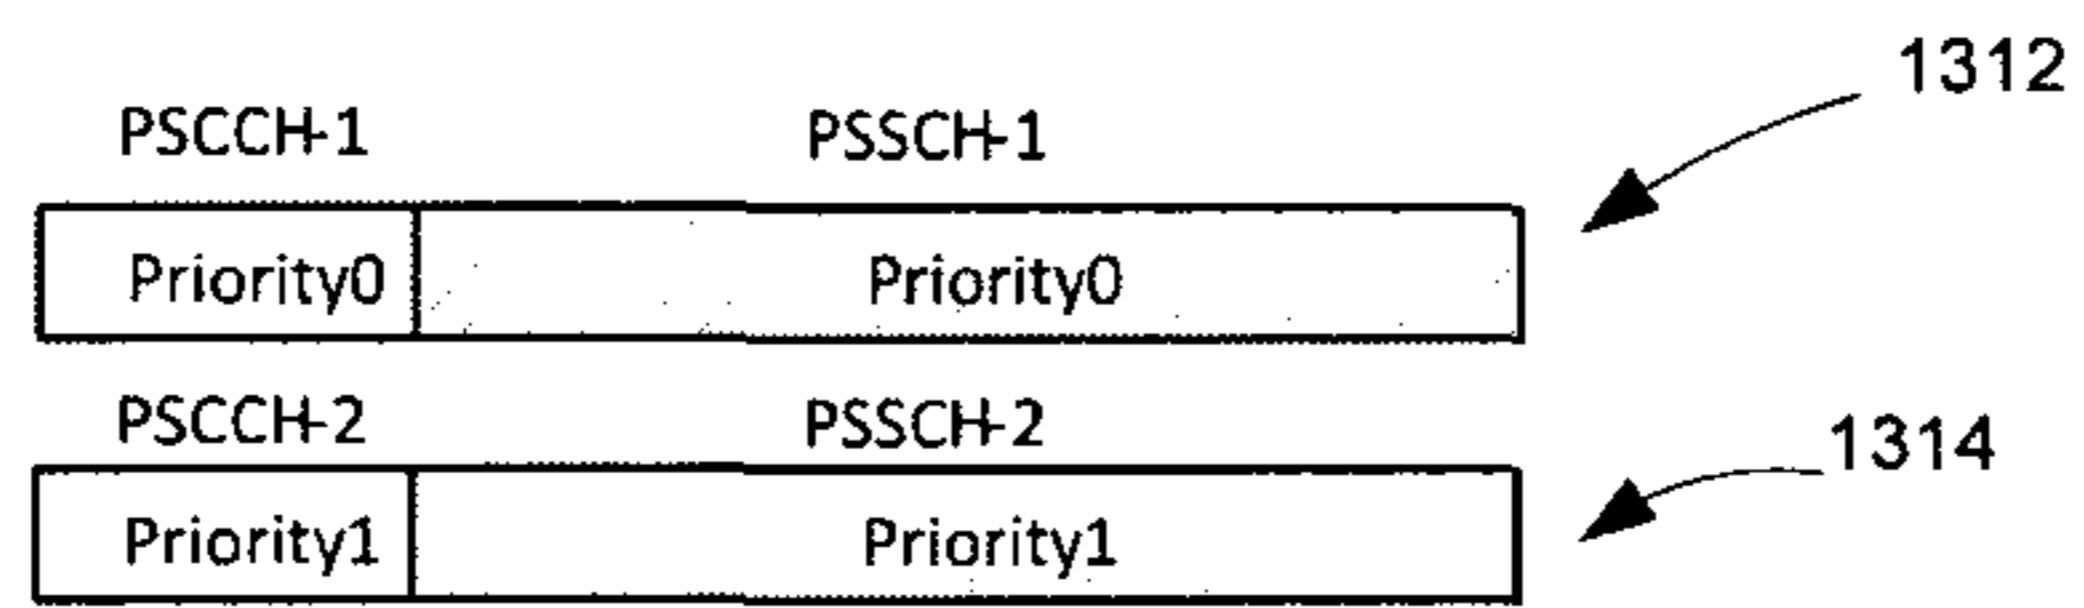 1312
PSCCH-1 PSSCH-1
Priority0 Priority0
PSCCH-2 PSSCH-2
1314
Priority1 Priority1